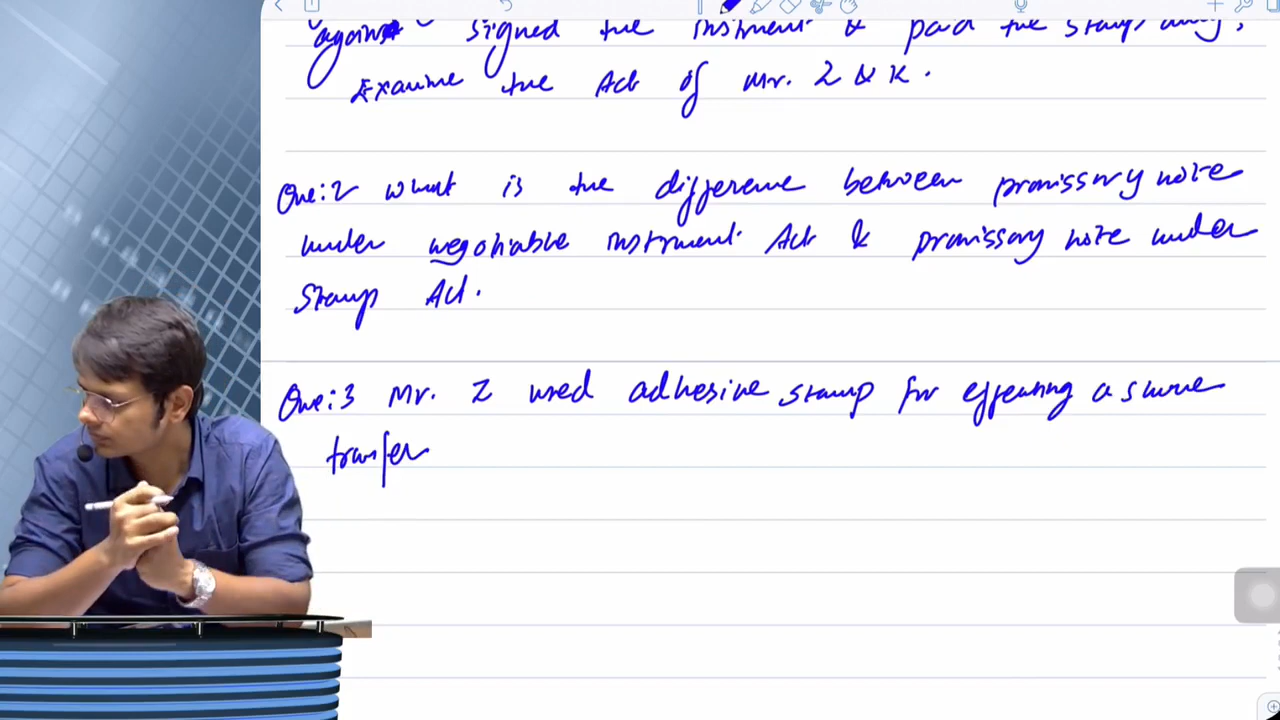 against signed the instrument & paid the stamp duty.
Examine the Act of Mr. Z & K.
Que:2 What is the difference between promissory note
under negotiable instrument Act & promissory note under
Stamp Act.
Que:3 Mr. Z used adhesive stamp for effecting a share
transfer